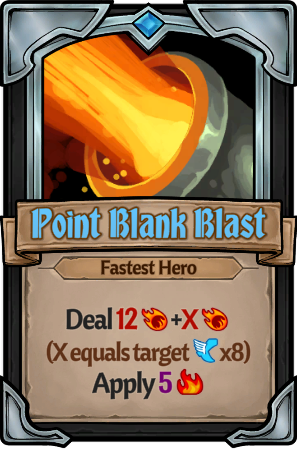 Point Blank Blast
Fastest Hero
Deal 12 +X
(X equals target x8)
Apply 5